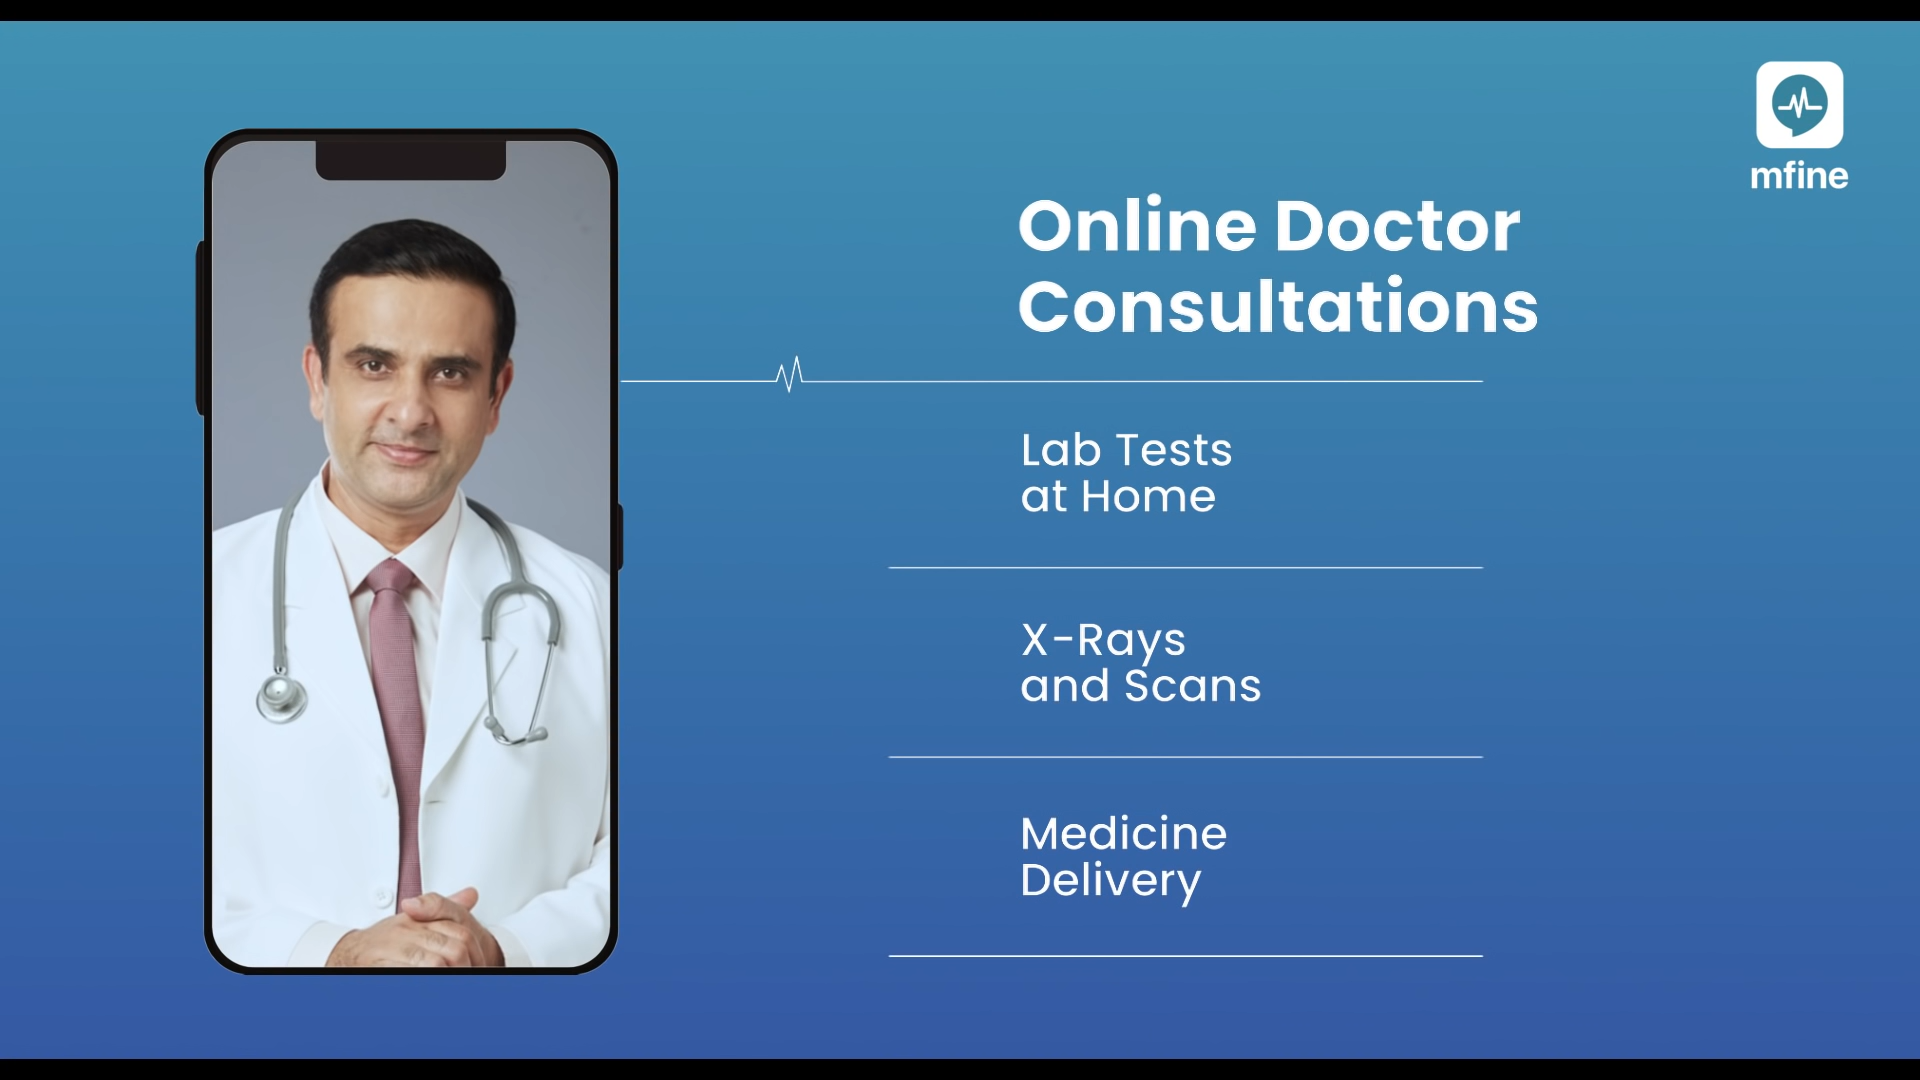 mfine
Online Doctor
Consultations
Lab Tests
at Home
X-Rays
and Scans
Medicine
Delivery